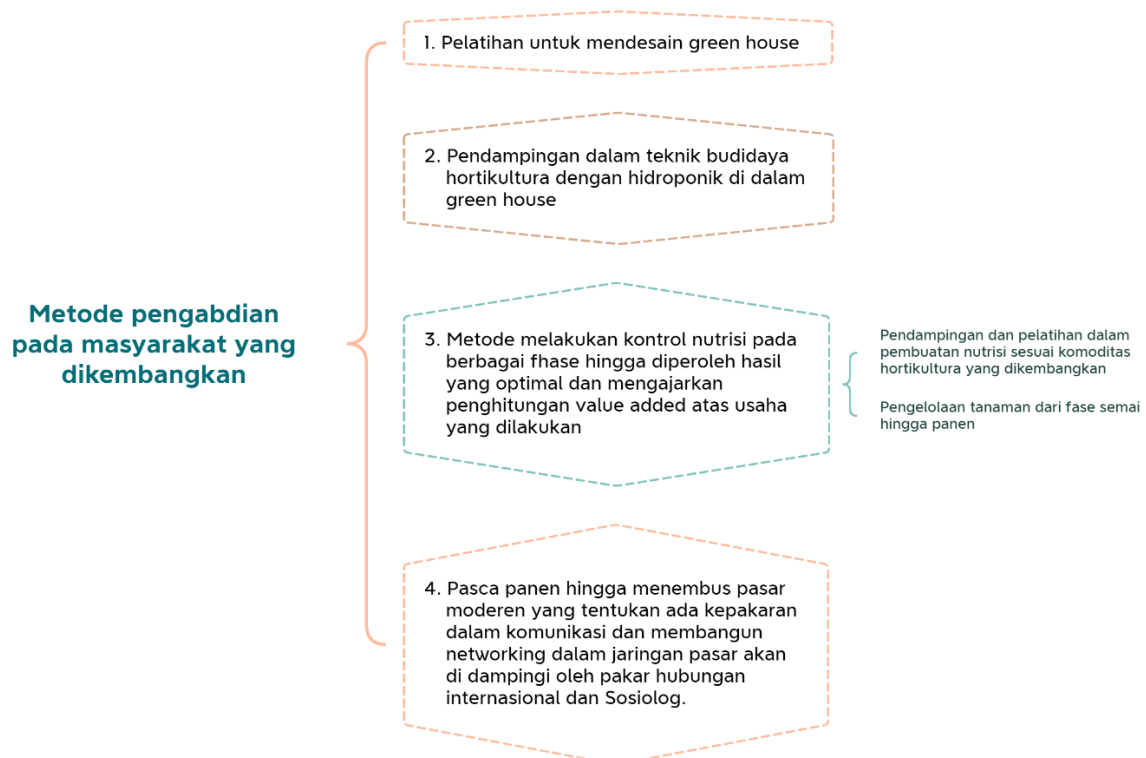 Metode pengabdian
pada masyarakat yang
dikembangkan
1. Pelatihan untuk mendesain green house
2. Pendampingan dalam teknik budidaya
hortikultura dengan hidroponik di dalam
green house
3. Metode melakukan kontrol nutrisi pada
berbagai fhase hingga diperoleh hasil
yang optimal dan mengajarkan
penghitungan value added atas usaha
yang dilakukan
Pendampingan dan pelatihan dalam
pembuatan nutrisi sesuai komoditas
hortikultura yang dikembangkan
Pengelolaan tanaman dari fase semai
hingga panen
4. Pasca panen hingga menembus pasar
moderen yang tentukan ada kepakaran
dalam komunikasi dan membangun
networking dalam jaringan pasar akan
di dampingi oleh pakar hubungan
internasional dan Sosiolog.